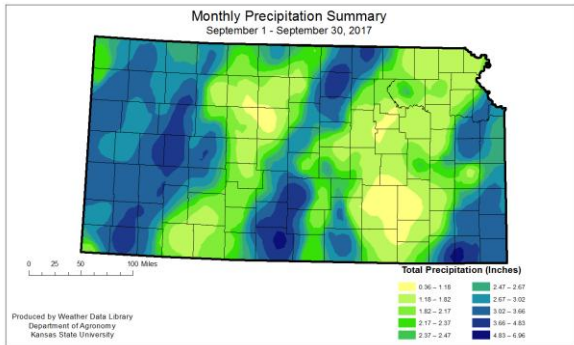 Monthly Precipitation Summary
September 1 - September 30, 2017
0 25 50 100 Miles
Total Precipitation (Inches)
0.36 – 1.18
1.18 – 1.82
1.82 – 2.17
2.17 – 2.37
2.37 – 2.47
2.47 – 2.67
2.67 – 3.02
3.02 – 3.66
3.66 – 4.83
4.83 – 6.96
Produced by Weather Data Library
Department of Agronomy
Kansas State University